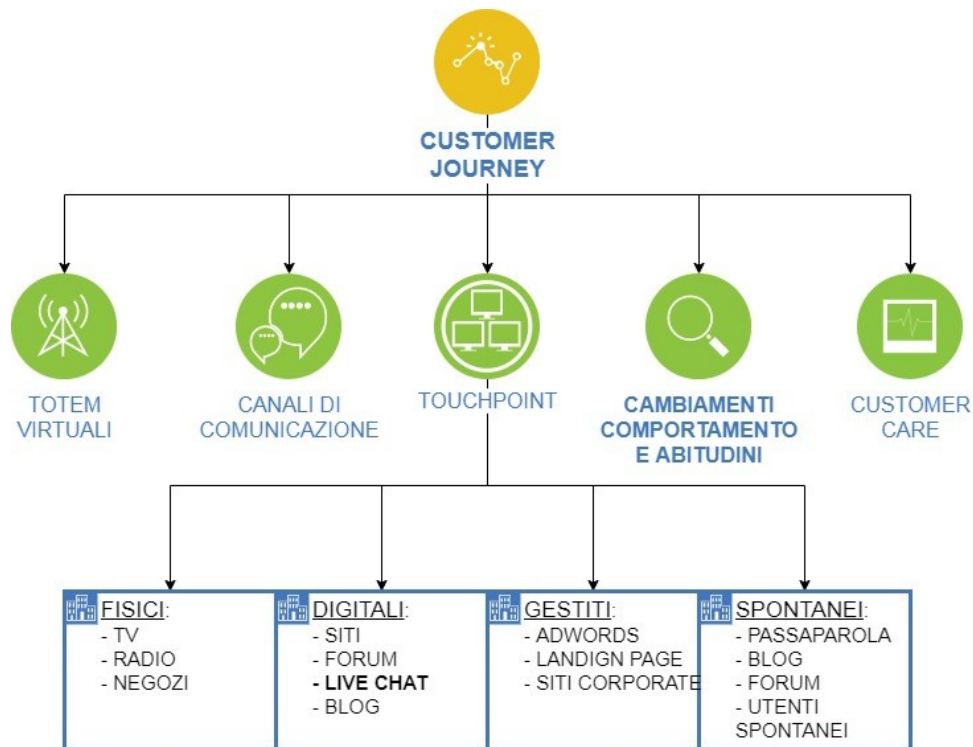 CUSTOMER
JOURNEY
TOTEM
VIRTUALI
CANALI DI
COMUNICAZIONE
TOUCHPOINT
CAMBIAMENTI
COMPORTAMENTO
E ABITUDINI
CUSTOMER
CARE
FISICI:
- TV
- RADIO
- NEGOZI
DIGITALI:
- SITI
- FORUM
- LIVE CHAT
- BLOG
GESTITI:
- ADWORDS
- LANDIGN PAGE
- SITI CORPORATE
SPONTANEI:
- PASSAPAROLA
- BLOG
- FORUM
- UTENTI
SPONTANEI